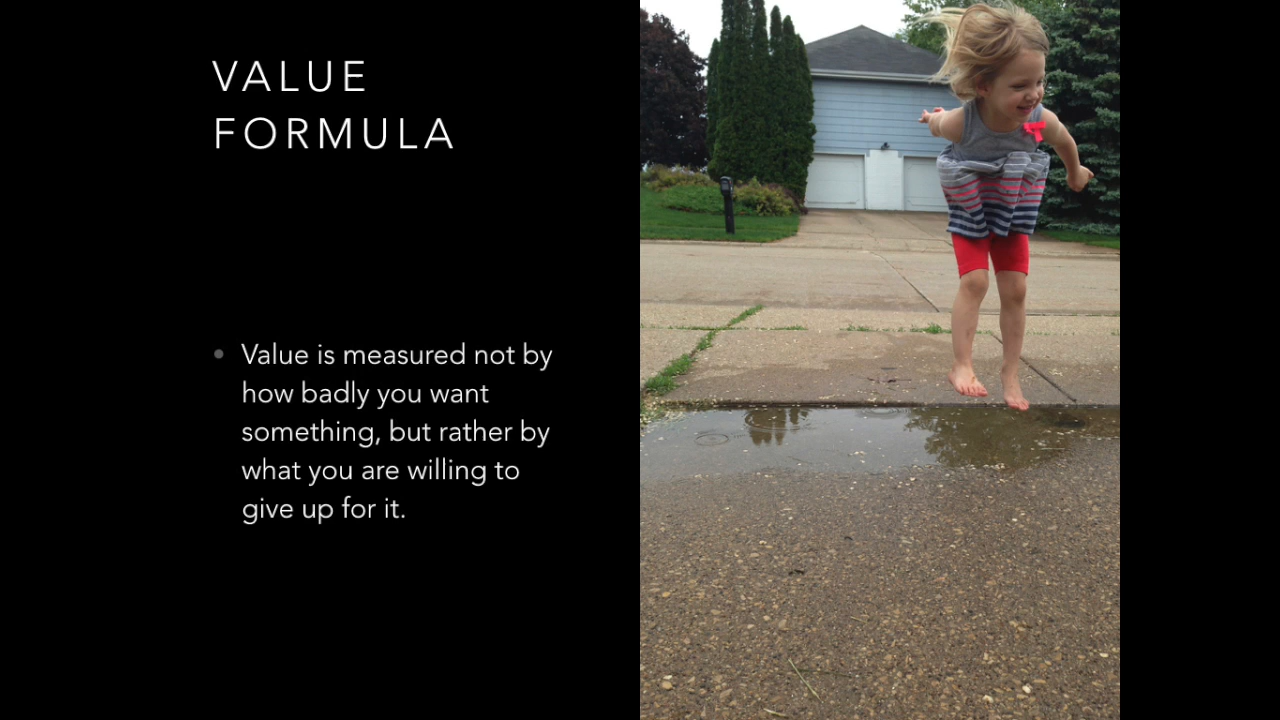 VALUE
FORMULA
• Value is measured not by
how badly you want
something, but rather by
what you are willing to
give up for it.